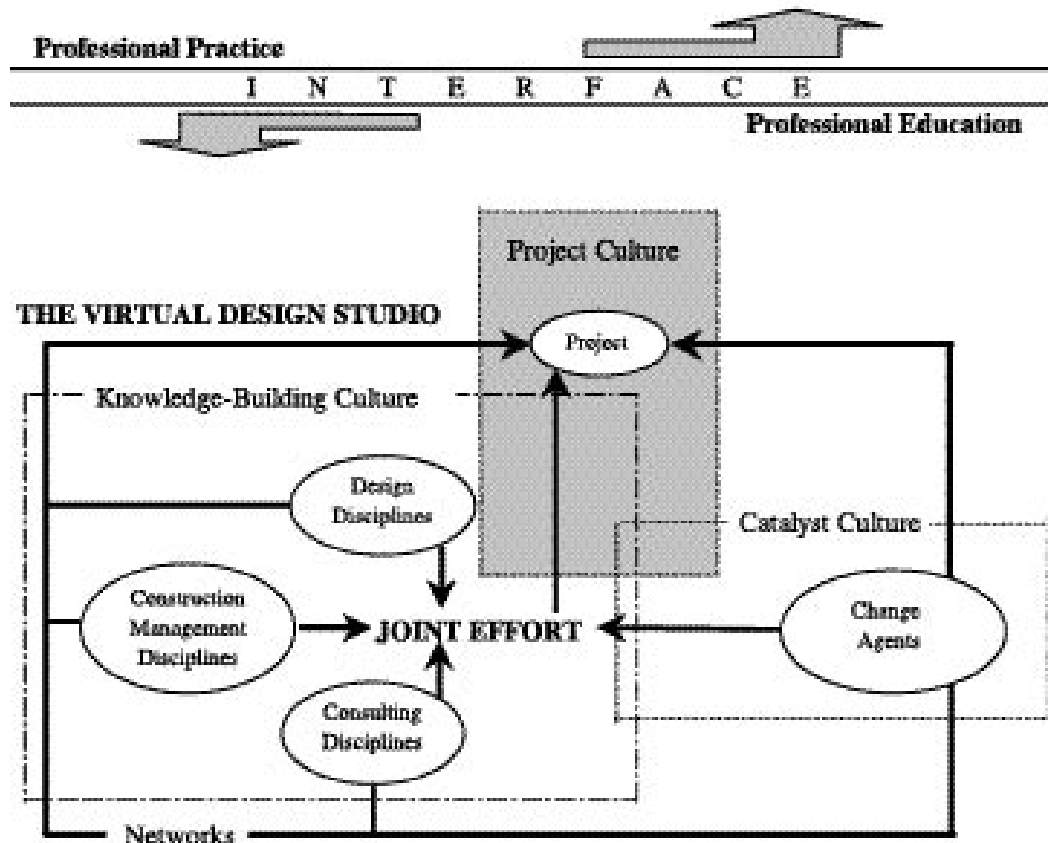 Professional Practice
I N T E R F A C E
Professional Education
Project Culture
THE VIRTUAL DESIGN STUDIO
Project
Knowledge-Building Culture
Design
Disciplines
Catalyst Culture
Construction
Management
Disciplines
JOINT EFFORT
Change
Agents
Consulting
Disciplines
Networks